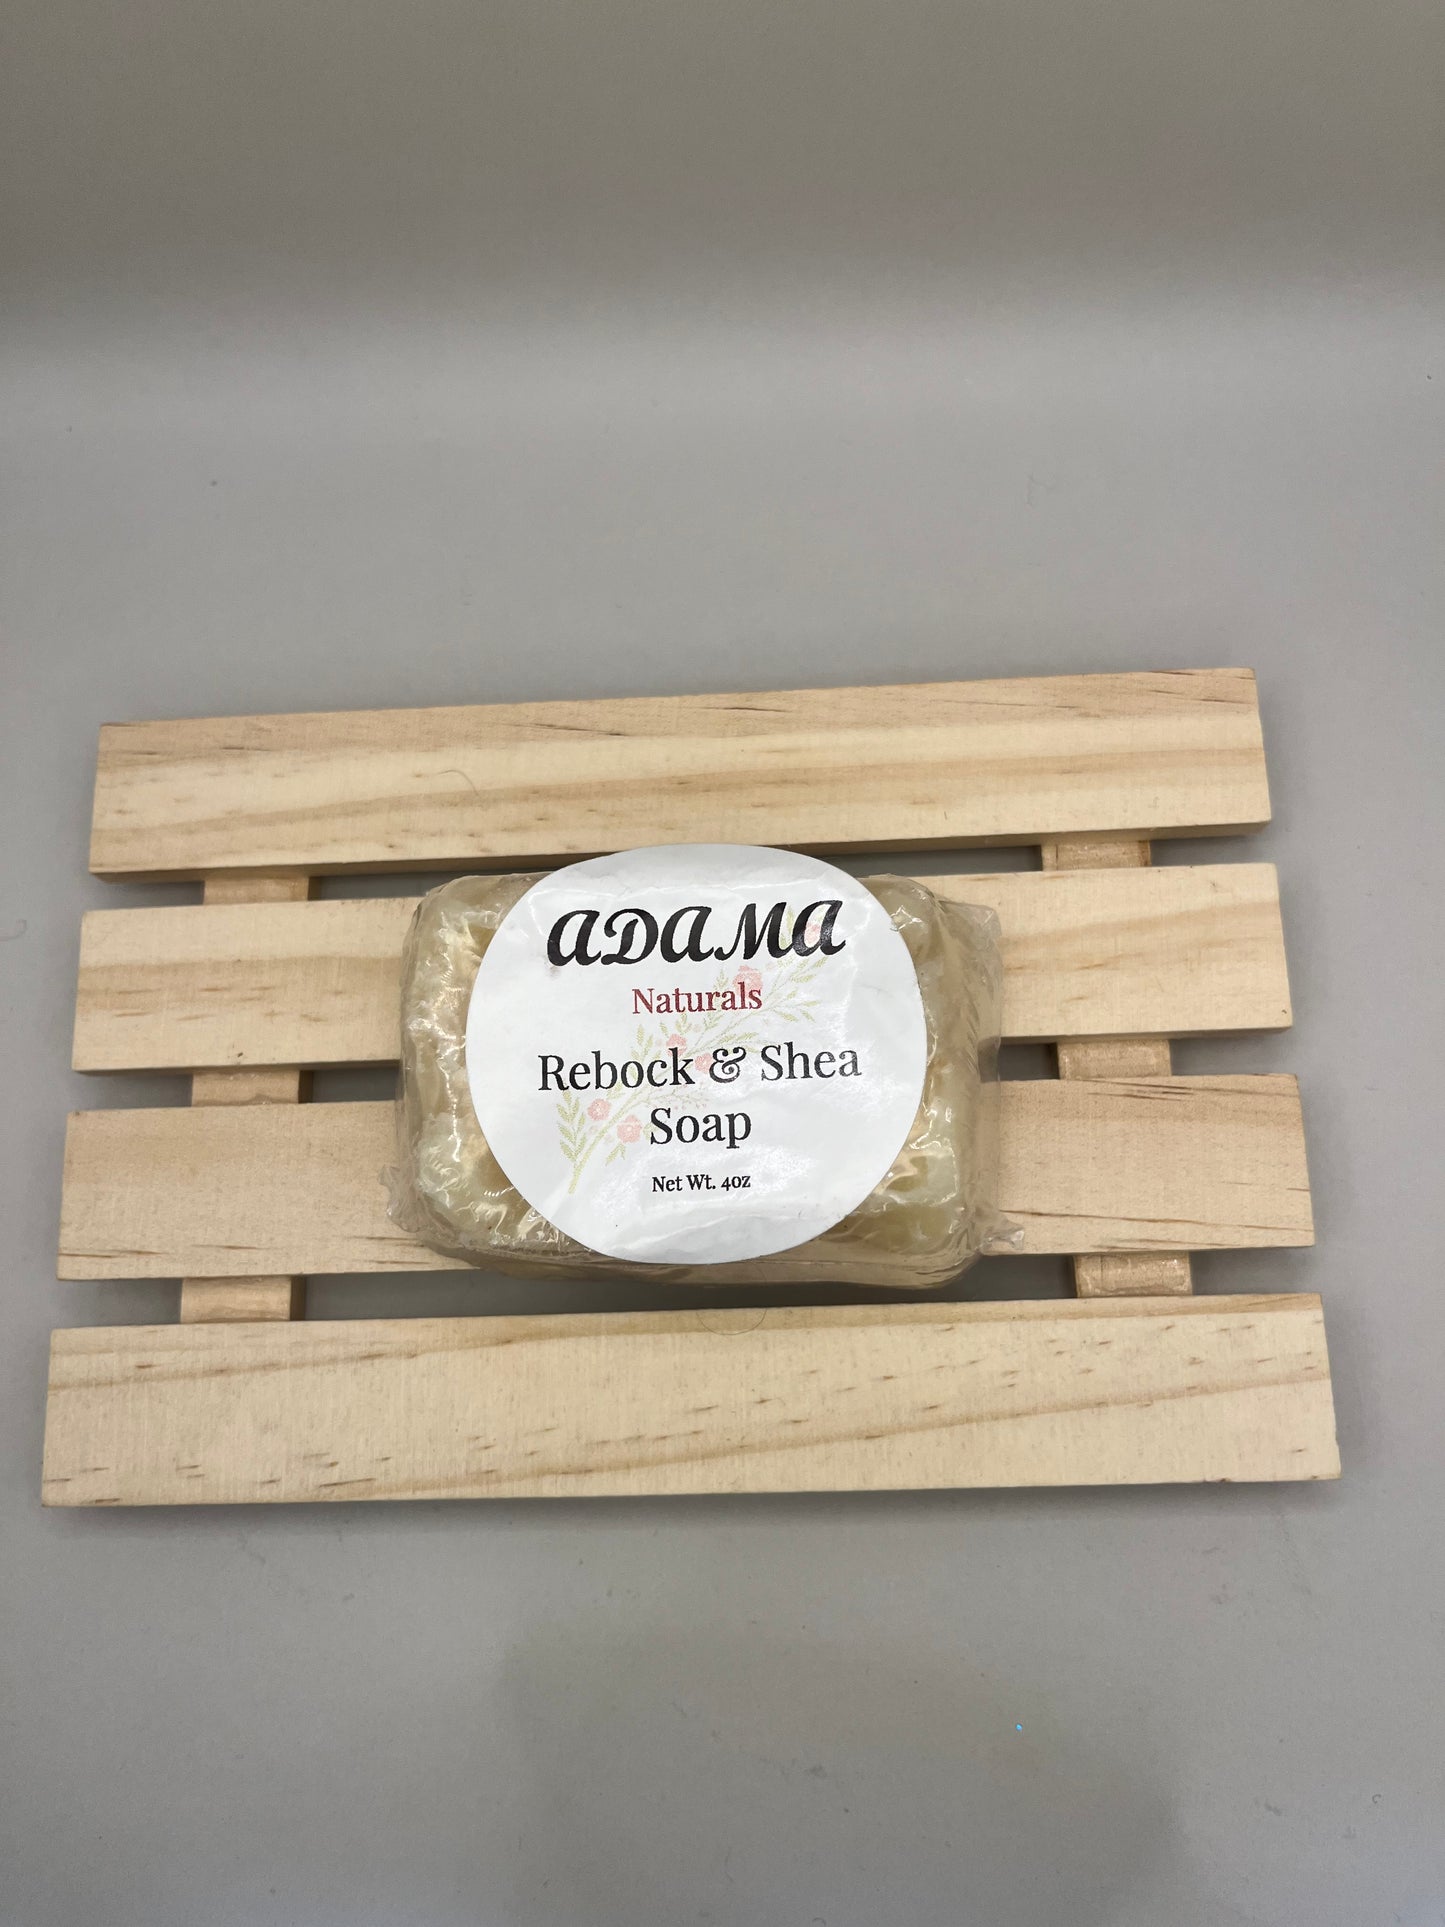 ADAMA
Naturals
Rebock & Shea
Soap
Net Wt. 4oz